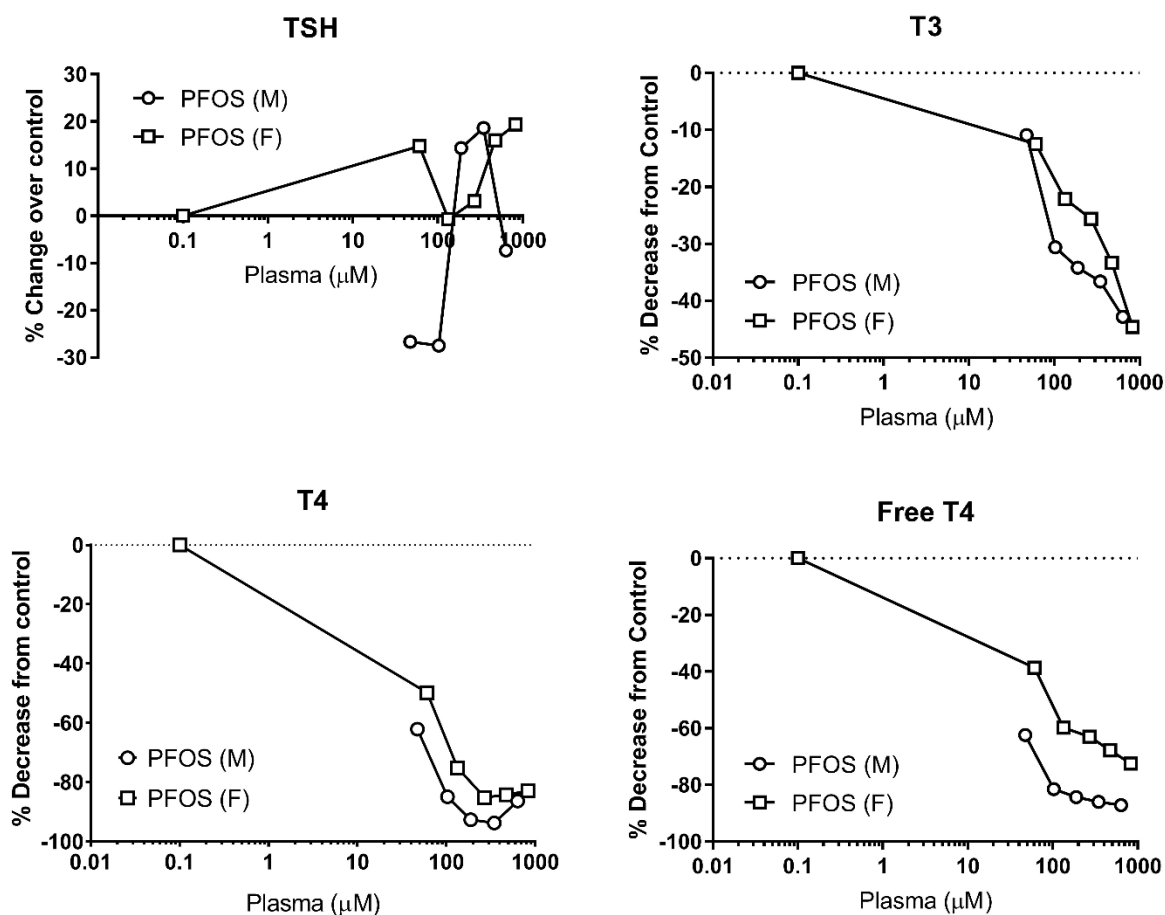 TSH
% Change over control
30
20
10
0
-10
-20
-30
PFOS (M)
PFOS (F)
0.1
1
10
100
1000
Plasma (μM)
T3
% Decrease from Control
0
-10
-20
-30
-40
-50
PFOS (M)
PFOS (F)
0.01
0.1
1
10
100
1000
Plasma (μM)
T4
% Decrease from control
0
-20
-40
-60
-80
-100
PFOS (M)
PFOS (F)
0.01
0.1
1
10
100
1000
Plasma (μM)
Free T4
% Decrease from Control
0
-20
-40
-60
-80
-100
PFOS (M)
PFOS (F)
0.01
0.1
1
10
100
1000
Plasma (μM)